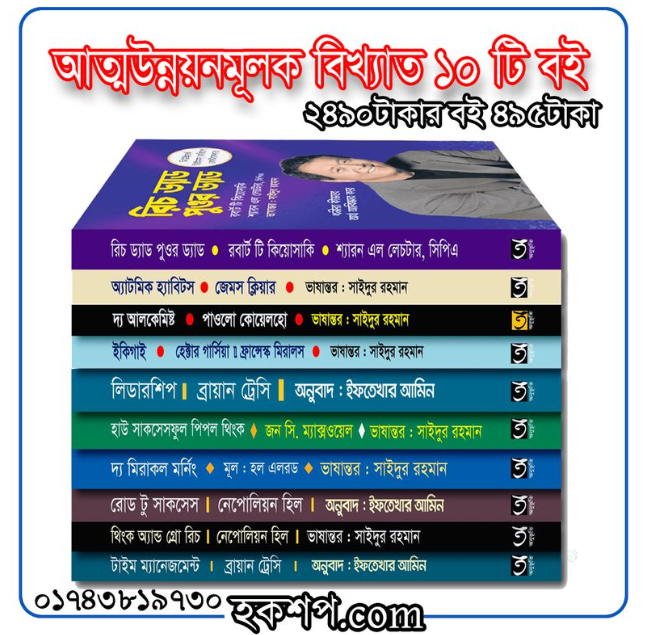 আত্মউন্নয়নমূলক বিখ্যাত ১০ টি বই
২৪৯০টাকার বই ৪৯৫টাকা
রিচ ড্যাড
পুওর ড্যাড
রিচ ড্যাড পুওর ড্যাড ● রবার্ট টি কিয়োসাকি ● শ্যারন এল লেচটার, সিপিএ
অ্যাটমিক হ্যাবিটস ● জেমস ক্লিয়ার ● ভাষান্তর : সাইদুর রহমান
দ্য আলকেমিষ্ট ● পাওলো কোয়েলহো ● ভাষান্তর : সাইদুর রহমান
ইকিগাই ● হেক্টার গার্সিয়া ▯ ফ্রান্সেস্ক মিরালস ● ভাষান্তর : সাইদুর রহমান
লিডারশিপ | ব্রায়ান ট্রেসি | অনুবাদ : ইফতেখার আমিন
হাউ সাকসেসফুল পিপল থিংক ♦ জন সি. ম্যাক্সওয়েল ♦ ভাষান্তর : সাইদুর রহমান
দ্য মিরাকল মর্নিং ♦ মূল : হল এলরড ♦ ভাষান্তর : সাইদুর রহমান
রোড টু সাকসেস | নেপোলিয়ন হিল | অনুবাদ : ইফতেখার আমিন
থিংক অ্যান্ড গ্রো রিচ | নেপোলিয়ন হিল | ভাষান্তর : সাইদুর রহমান
টাইম ম্যানেজমেন্ট | ব্রায়ান ট্রেসি | অনুবাদ : ইফতেখার আমিন
০১৭৪৩৮১৯৭৩০ হকশপ.com